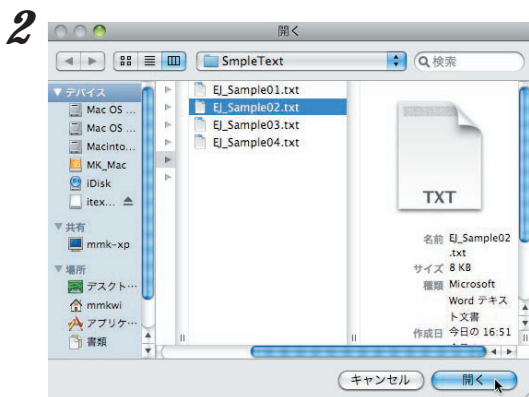 2
開く
SmpleText
検索
▼デバイス
Mac OS ...
Mac OS ...
Macinto...
MK_Mac
iDisk
itex...
▼共有
mmk-xp
▼場所
デスクト…
mmkwi
アプリケ…
書類
EJ_Sample01.txt
EJ_Sample02.txt
EJ_Sample03.txt
EJ_Sample04.txt
TXT
名前 EJ_Sample02
.txt
サイズ 8 KB
種類 Microsoft
Word テキス
ト文書
作成日 今日の 16:51
キャンセル
開く